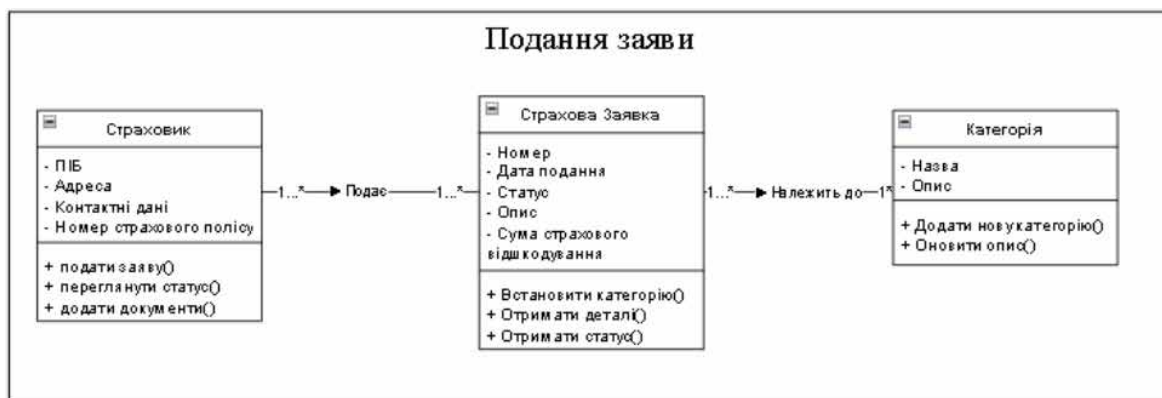 Подання заяви
Страховик
- ПІБ
- Адреса
- Контактні дані
- Номер страхового полісу
+ подати заяву()
+ переглянути статус()
+ додати документи()
1...*
Подає
1...*
Страхова Заявка
- Номер
- Дата подання
- Статус
- Опис
- Сума страхового
відшкодування
+ Встановити категорію()
+ Отримати деталі()
+ Отримати статус()
1...*
Належить до
1*
Категорія
- Назва
- Опис
+ Додати нову категорію()
+ Оновити опис()